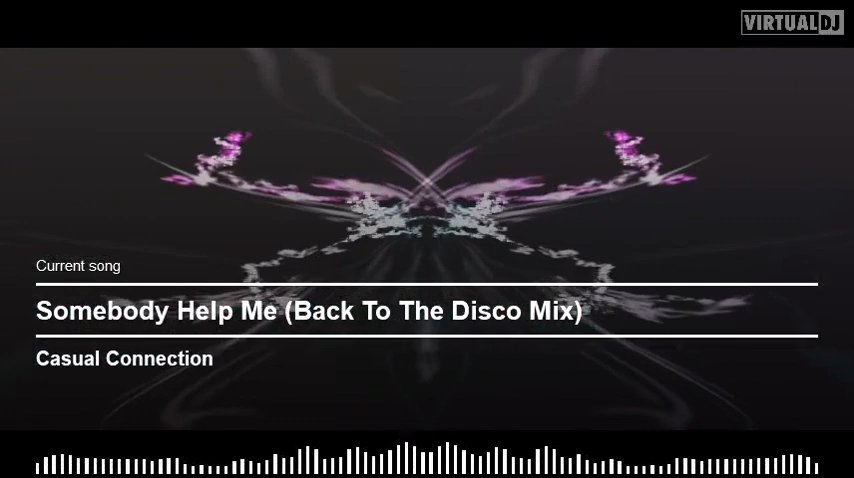 VIRTUALDJ
Current song
Somebody Help Me (Back To The Disco Mix)
Casual Connection